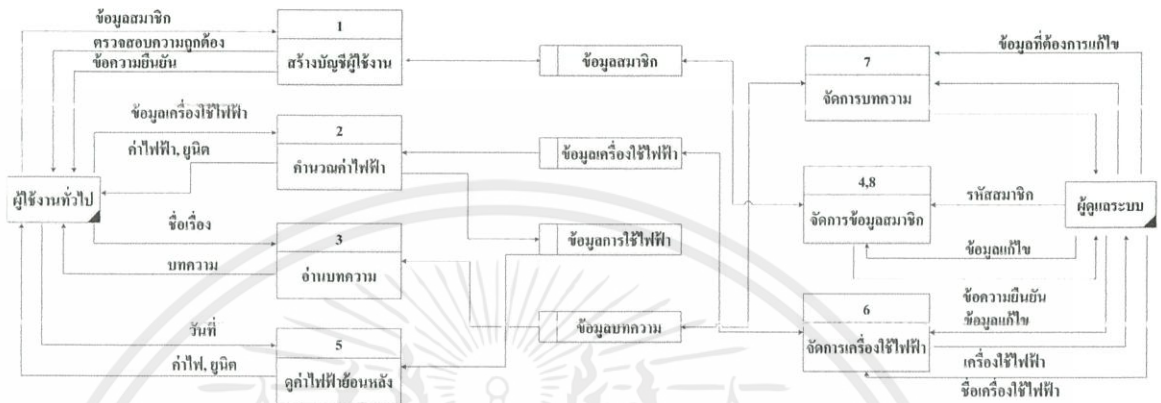 ข้อมูลสมาชิก
ตรวจสอบความถูกต้อง
ข้อความยืนยัน
1
สร้างบัญชีผู้ใช้งาน
ข้อมูลเครื่องใช้ไฟฟ้า
ค่าไฟฟ้า, ยูนิต
2
คำนวณค่าไฟฟ้า
ผู้ใช้งานทั่วไป
ชื่อเรื่อง
บทความ
3
อ่านบทความ
วันที่
ค่าไฟ, ยูนิต
5
ดูค่าไฟฟ้าย้อนหลัง
ข้อมูลสมาชิก
ข้อมูลเครื่องใช้ไฟฟ้า
ข้อมูลการใช้ไฟฟ้า
ข้อมูลบทความ
7
จัดการบทความ
ข้อมูลที่ต้องการแก้ไข
4,8
จัดการข้อมูลสมาชิก
รหัสสมาชิก
ผู้ดูแลระบบ
ข้อมูลแก้ไข
ข้อความยืนยัน
ข้อมูลแก้ไข
6
จัดการเครื่องใช้ไฟฟ้า
เครื่องใช้ไฟฟ้า
ชื่อเครื่องใช้ไฟฟ้า